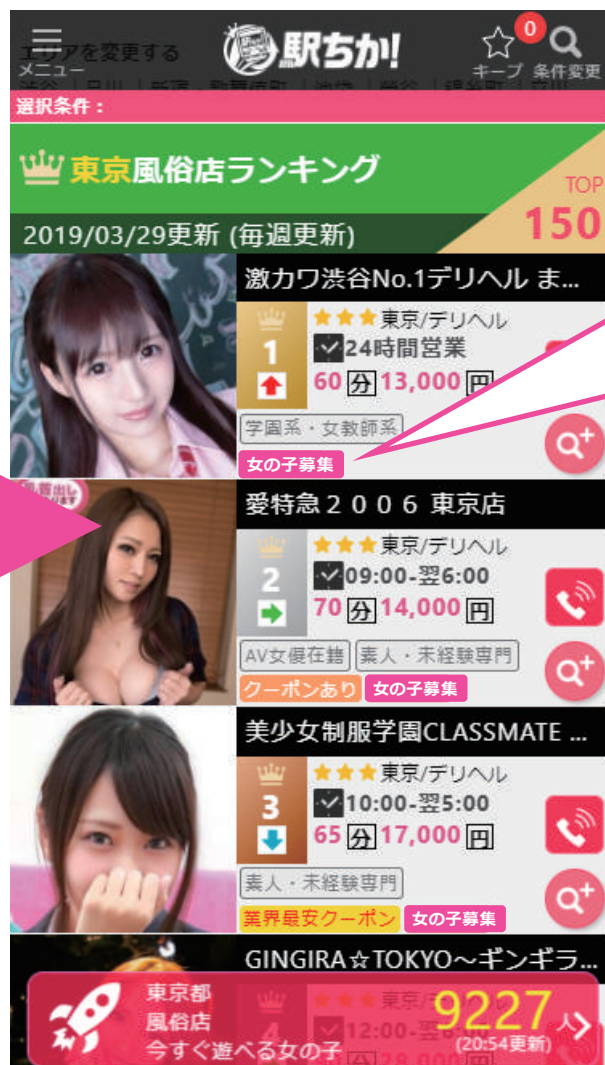 エリアを変更する
メニュー
駅ちか!
0
キープ
条件変更
選択条件：
東京風俗店ランキング
TOP
150
2019/03/29更新 (毎週更新)
激カワ渋谷No.1デリヘル ま...
1
★★★東京/デリヘル
24時間営業
60分13,000円
学園系・女教師系
女の子募集
愛特急２００６ 東京店
2
★★★東京/デリヘル
09:00-翌6:00
70分14,000円
AV女優在籍
素人・未経験専門
クーポンあり
女の子募集
美少女制服学園CLASSMATE ...
3
★★★東京/デリヘル
10:00-翌5:00
65分17,000円
素人・未経験専門
業界最安クーポン
女の子募集
GINGIRA☆TOKYO～ギンギラ...
東京都
風俗店
今すぐ遊べる女の子
9227人
(20:54更新)